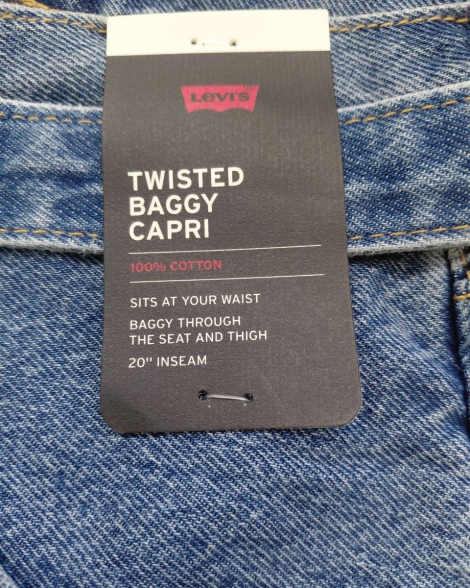 Levi's
TWISTED
BAGGY
CAPRI
100% COTTON
SITS AT YOUR WAIST
BAGGY THROUGH
THE SEAT AND THIGH
20" INSEAM